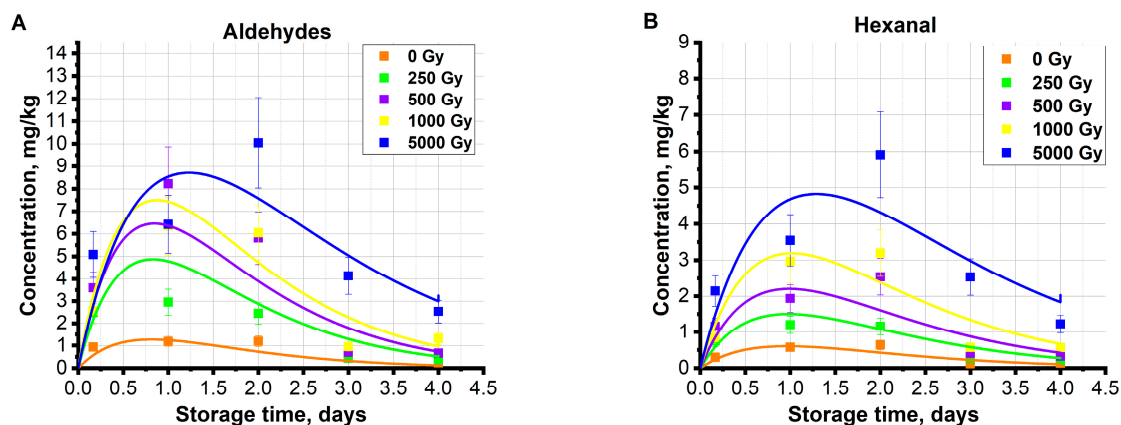 A
Aldehydes
14
13
12
11
10
9
8
7
6
5
4
3
2
1
0
Concentration, mg/kg
0 Gy
250 Gy
500 Gy
1000 Gy
5000 Gy
0.0 0.5 1.0 1.5 2.0 2.5 3.0 3.5 4.0 4.5
Storage time, days
B
Hexanal
9
8
7
6
5
4
3
2
1
0
Concentration, mg/kg
0 Gy
250 Gy
500 Gy
1000 Gy
5000 Gy
0.0 0.5 1.0 1.5 2.0 2.5 3.0 3.5 4.0 4.5
Storage time, days